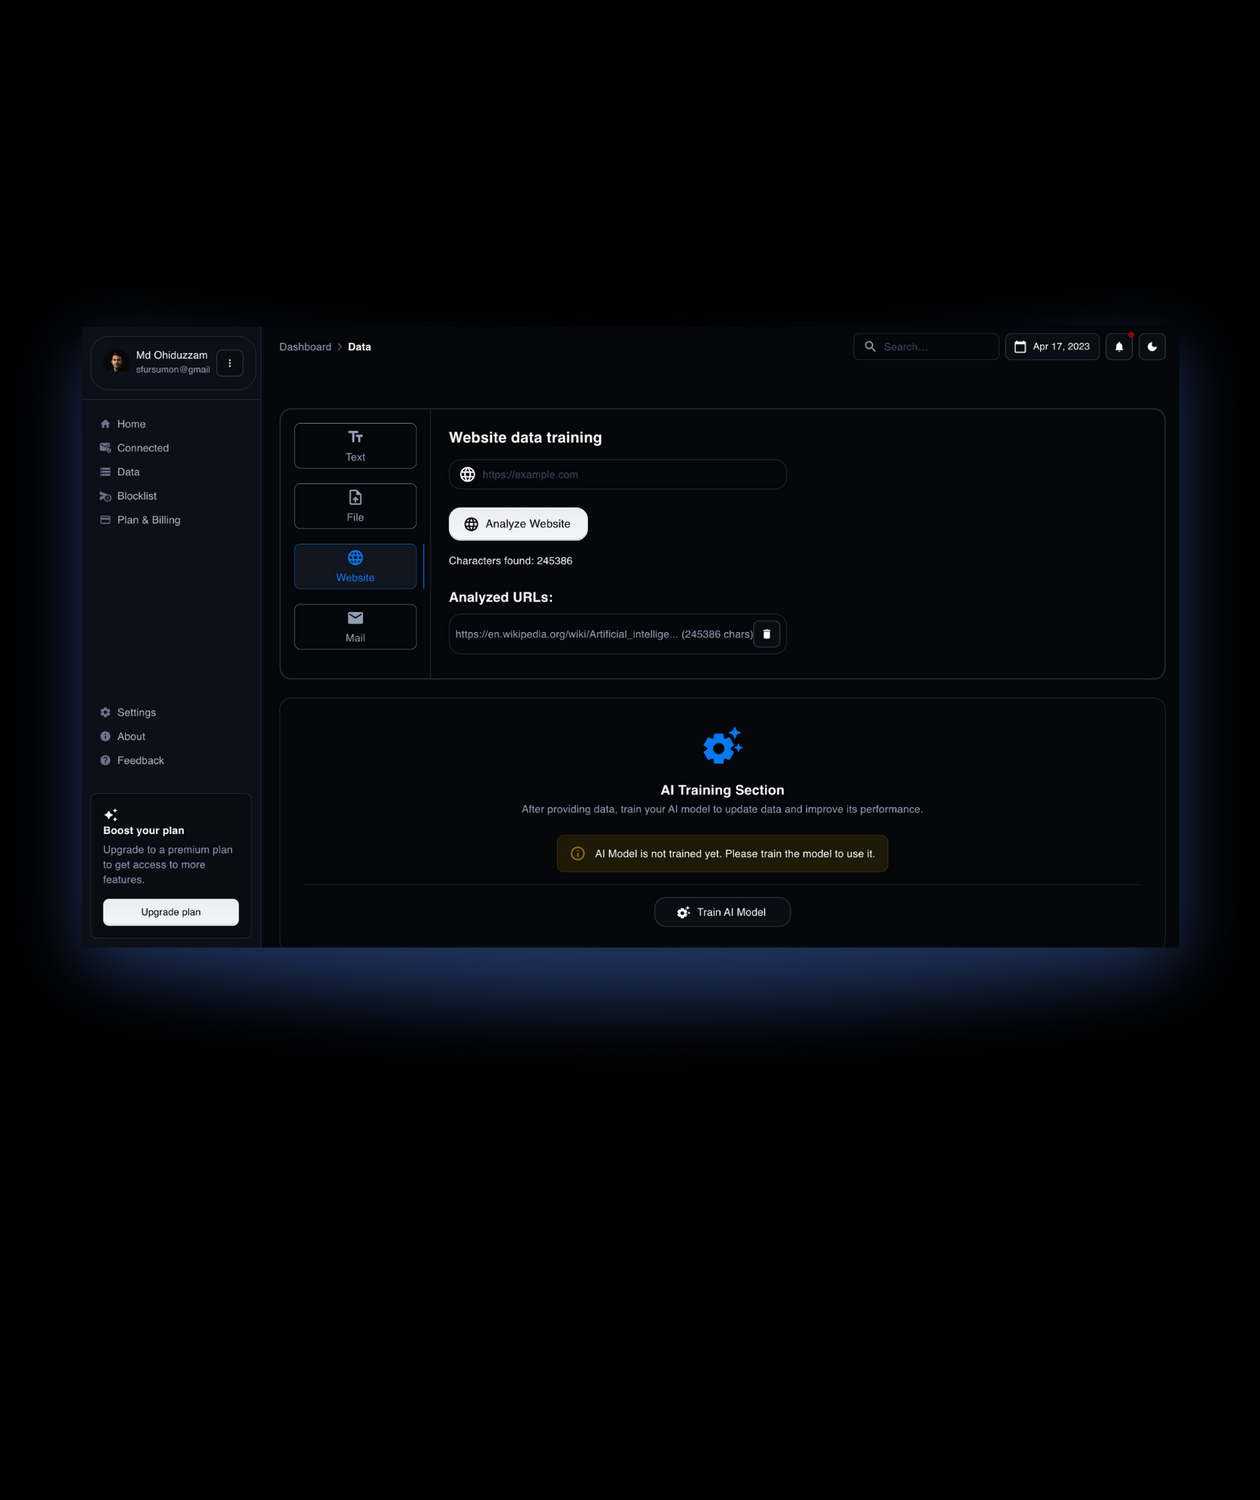 Md Ohiduzzam
sfursumon@gmail
Home
Connected
Data
Blocklist
Plan & Billing
Settings
About
Feedback
Boost your plan
Upgrade to a premium plan
to get access to more
features.
Upgrade plan
Dashboard > Data
Search...
Apr 17, 2023
Text
File
Website
Mail
Website data training
https://example.com
Analyze Website
Characters found: 245386
Analyzed URLs:
https://en.wikipedia.org/wiki/Artificial_intellige... (245386 chars)
AI Training Section
After providing data, train your AI model to update data and improve its performance.
AI Model is not trained yet. Please train the model to use it.
Train AI Model